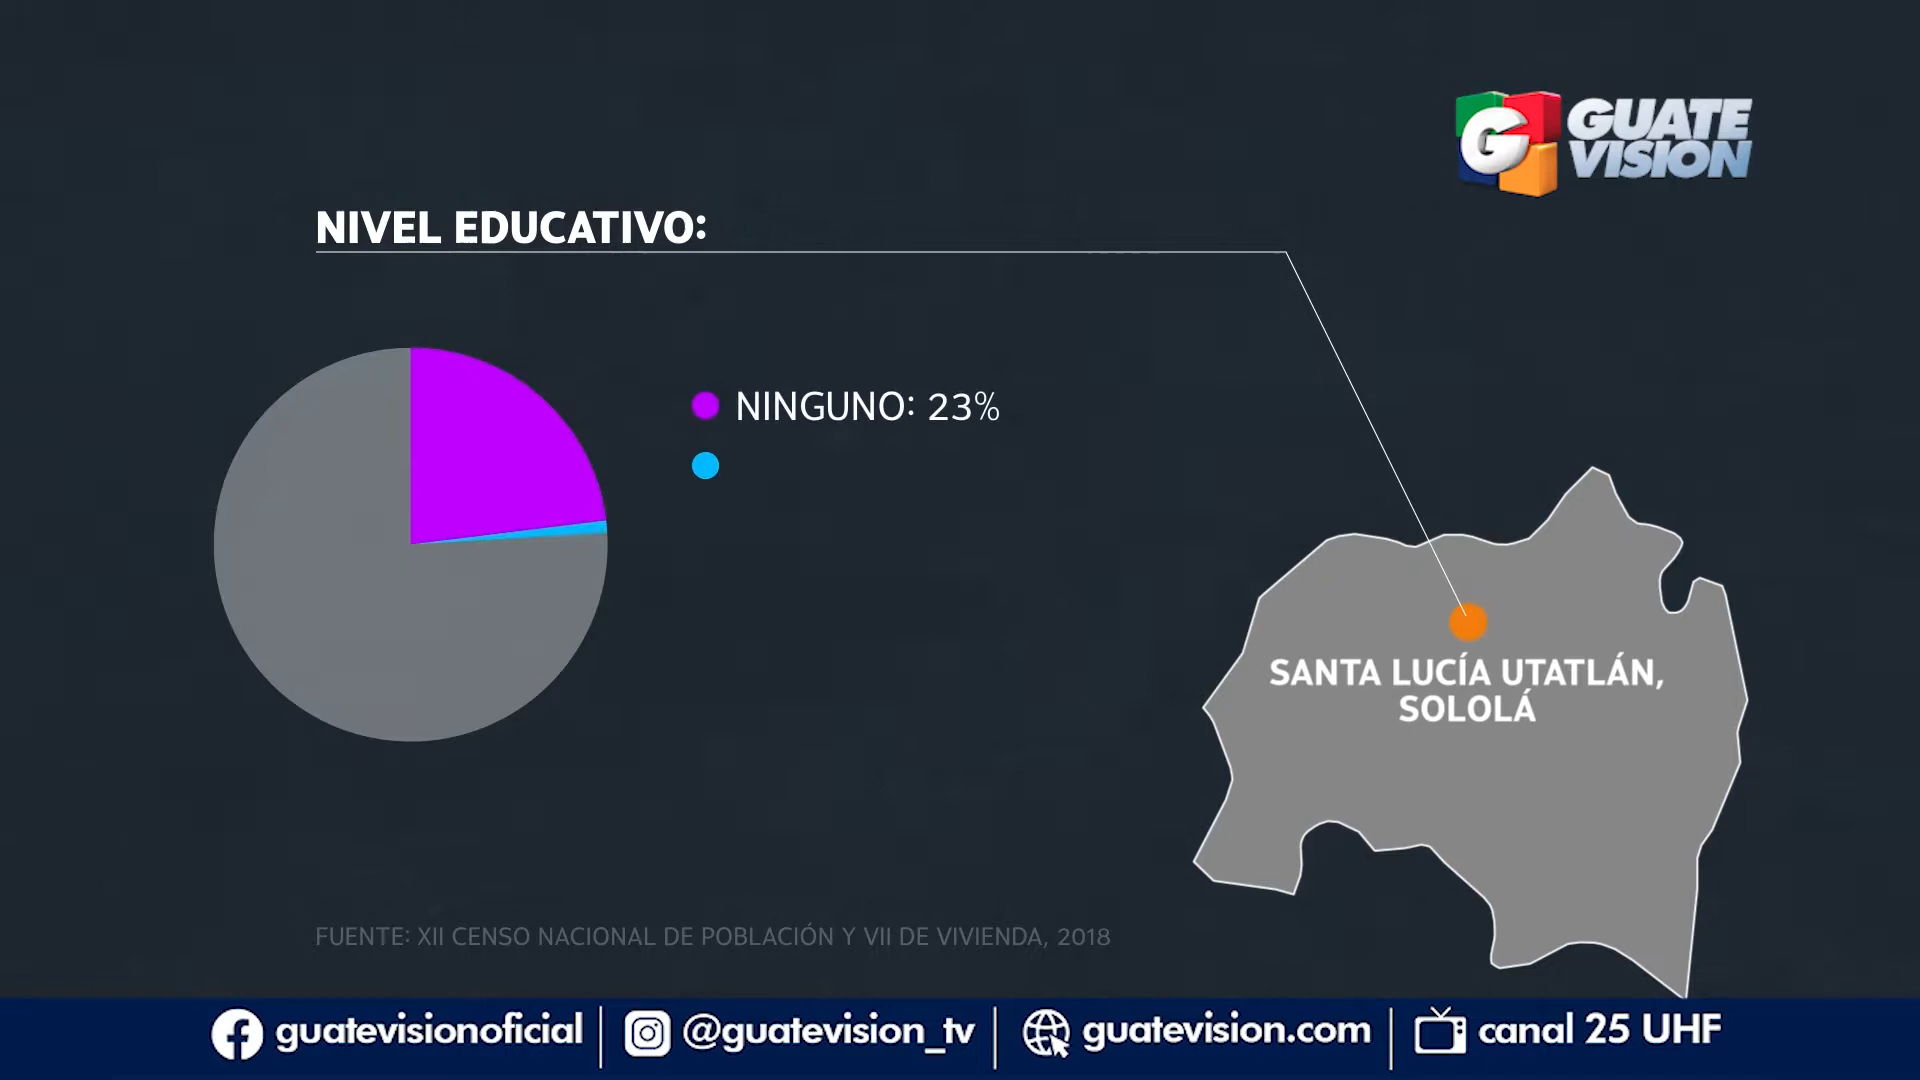 GUATE
VISION
NIVEL EDUCATIVO:
NINGUNO: 23%
SANTA LUCÍA UTATLÁN,
SOLOLÁ
FUENTE: XII CENSO NACIONAL DE POBLACIÓN Y VII DE VIVIENDA, 2018
guatevisionoficial
@guatevision_tv
guatevision.com
canal 25 UHF